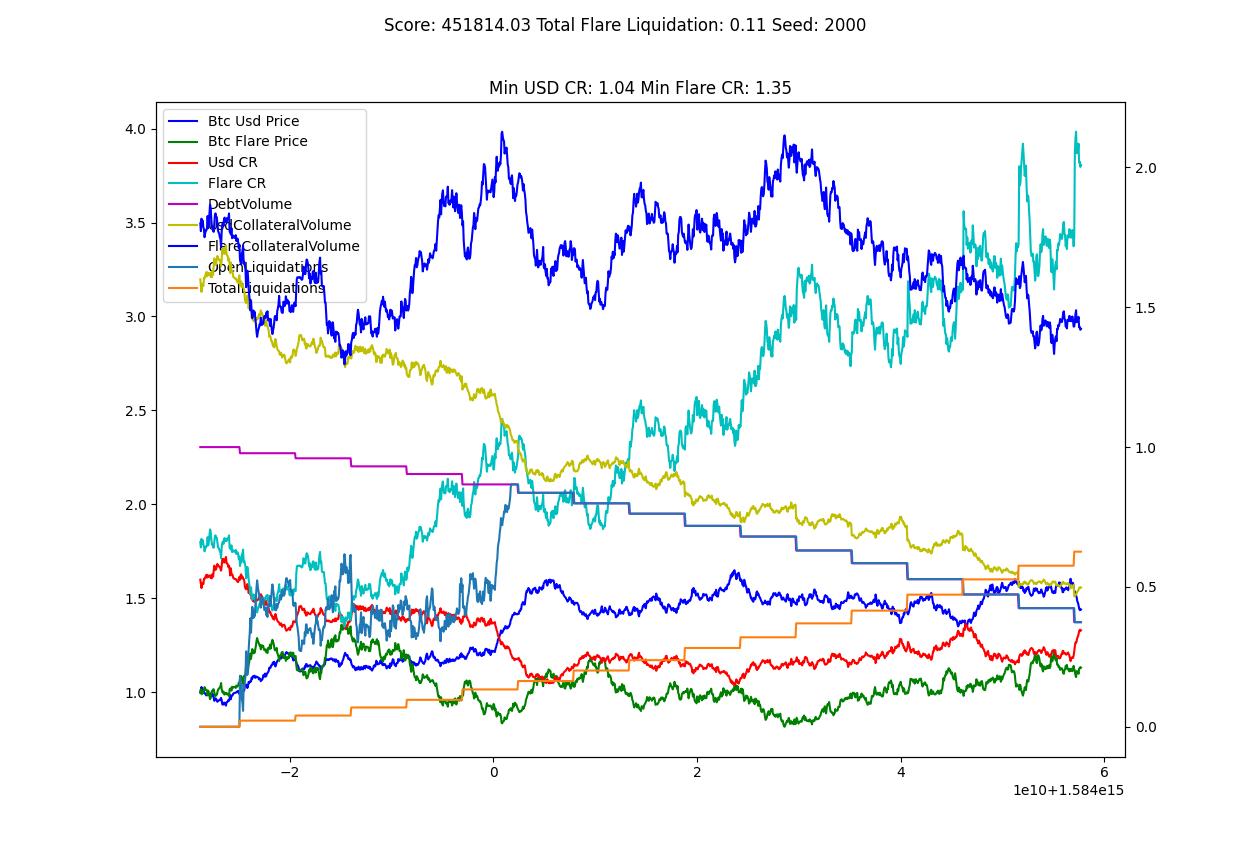 Score: 451814.03 Total Flare Liquidation: 0.11 Seed: 2000
Min USD CR: 1.04 Min Flare CR: 1.35
Btc Usd Price
Btc Flare Price
Usd CR
Flare CR
DebtVolume
UsdCollateralVolume
FlareCollateralVolume
OpenLiquidations
TotalLiquidations
4.0
3.5
3.0
2.5
2.0
1.5
1.0
2.0
1.5
1.0
0.5
0.0
−2
0
2
4
6
1e10+1.584e15